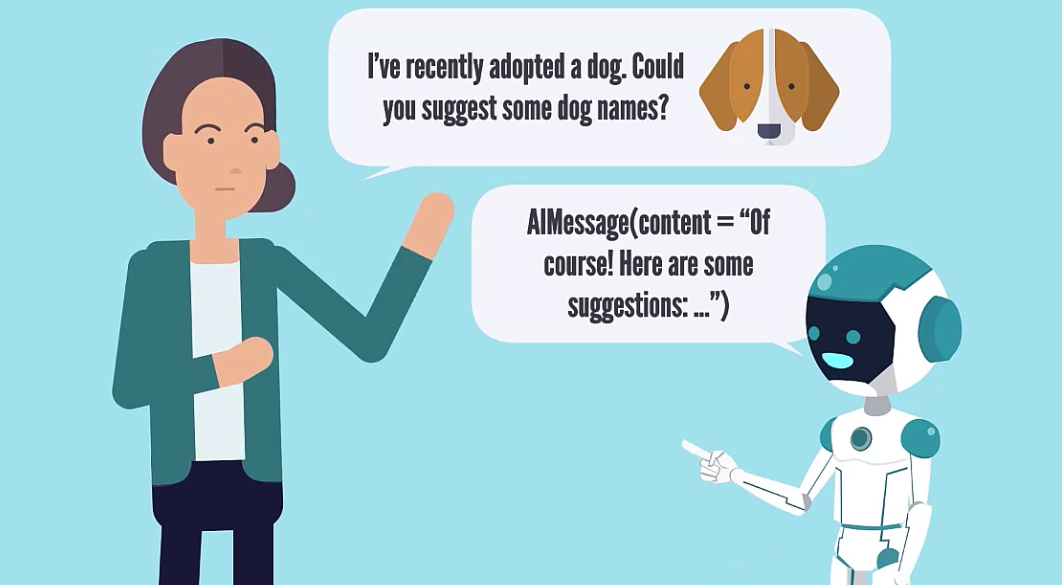 I've recently adopted a dog. Could
you suggest some dog names?
AIMessage(content = “Of
course! Here are some
suggestions: ...”)